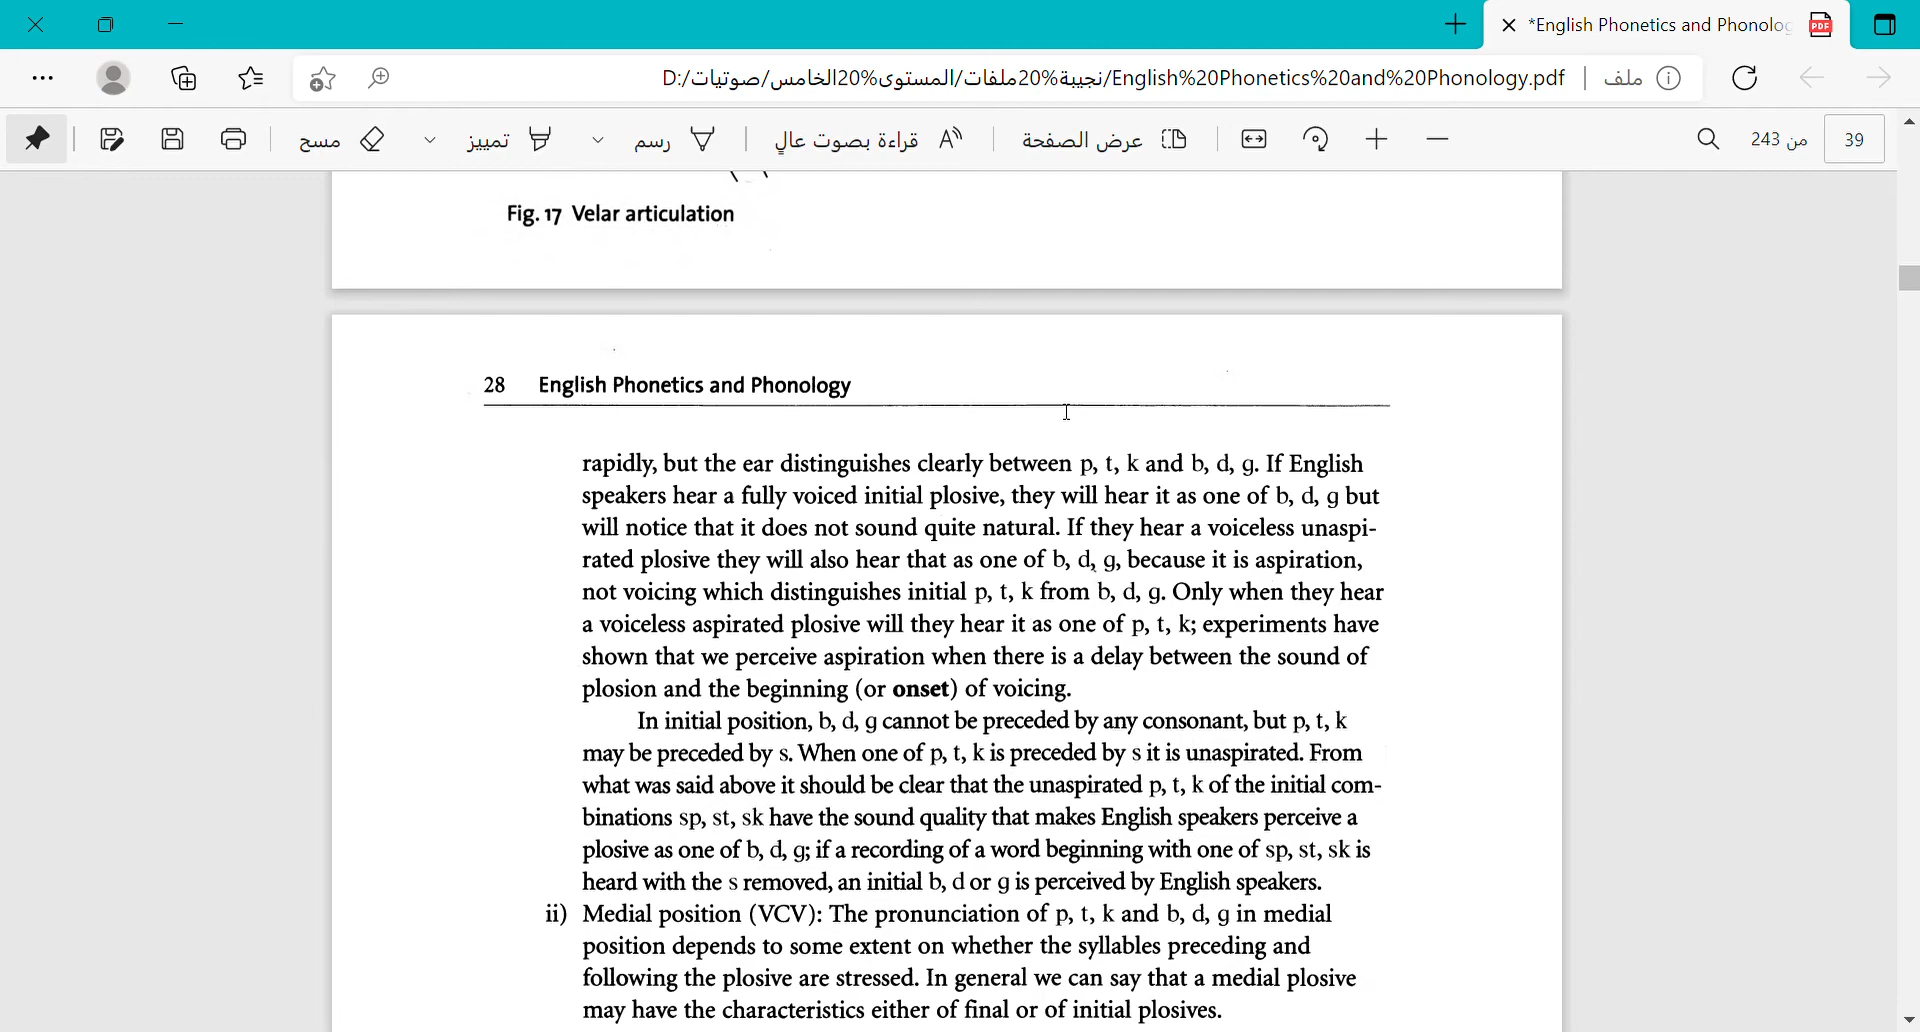 *English Phonetics and Phonolog
D:/نجيبة%20ملفات/المستوى%20الخامس/صوتيات/English%20Phonetics%20and%20Phonology.pdf
ملف
39
من 243
عرض الصفحة
قراءة بصوت عالٍ
رسم
تمييز
مسح
Fig. 17 Velar articulation
28 English Phonetics and Phonology
rapidly, but the ear distinguishes clearly between p, t, k and b, d, g. If English
speakers hear a fully voiced initial plosive, they will hear it as one of b, d, g but
will notice that it does not sound quite natural. If they hear a voiceless unaspi-
rated plosive they will also hear that as one of b, d, g, because it is aspiration,
not voicing which distinguishes initial p, t, k from b, d, g. Only when they hear
a voiceless aspirated plosive will they hear it as one of p, t, k; experiments have
shown that we perceive aspiration when there is a delay between the sound of
plosion and the beginning (or onset) of voicing.
In initial position, b, d, g cannot be preceded by any consonant, but p, t, k
may be preceded by s. When one of p, t, k is preceded by s it is unaspirated. From
what was said above it should be clear that the unaspirated p, t, k of the initial com-
binations sp, st, sk have the sound quality that makes English speakers perceive a
plosive as one of b, d, g; if a recording of a word beginning with one of sp, st, sk is
heard with the s removed, an initial b, d or g is perceived by English speakers.
ii) Medial position (VCV): The pronunciation of p, t, k and b, d, g in medial
position depends to some extent on whether the syllables preceding and
following the plosive are stressed. In general we can say that a medial plosive
may have the characteristics either of final or of initial plosives.